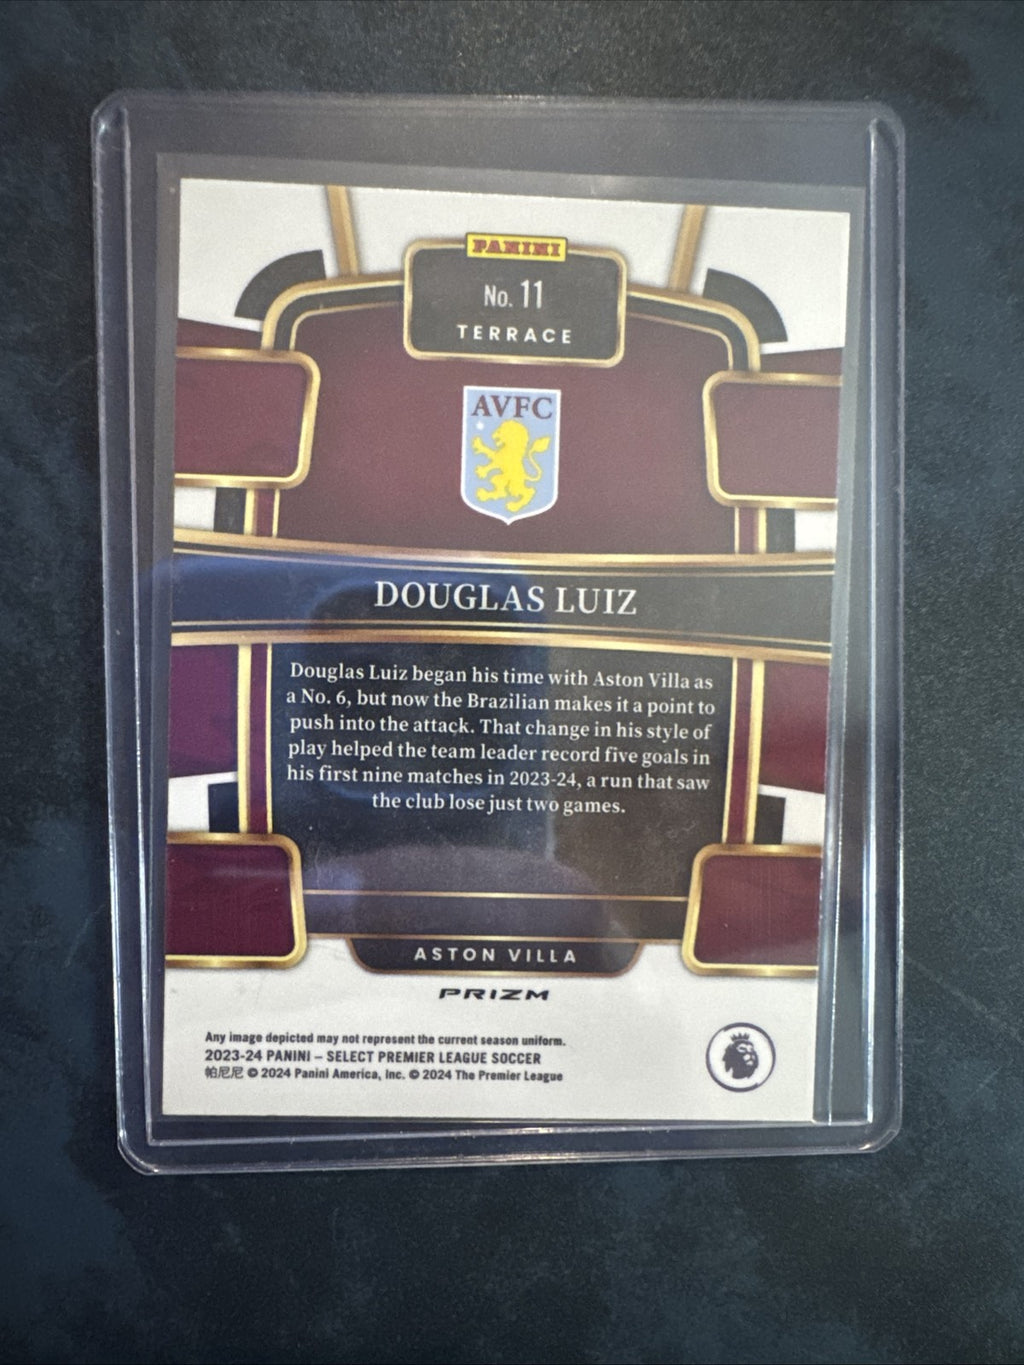 PANINI
No. 11
TERRACE
AVFC
DOUGLAS LUIZ
Douglas Luiz began his time with Aston Villa as
a No. 6, but now the Brazilian makes it a point to
push into the attack. That change in his style of
play helped the team leader record five goals in
his first nine matches in 2023-24, a run that saw
the club lose just two games.
ASTON VILLA
PRIZM
Any image depicted may not represent the current season uniform.
2023-24 PANINI – SELECT PREMIER LEAGUE SOCCER
帕尼尼 © 2024 Panini America, Inc. © 2024 The Premier League